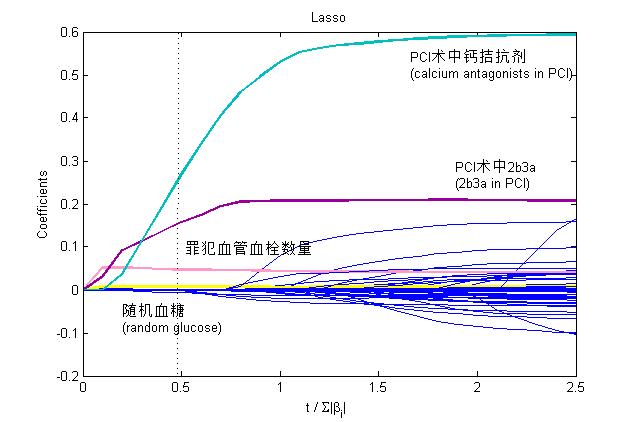 Lasso
0.6
PCI术中钙拮抗剂
(calcium antagonists in PCI)
0.5
0.4
0.3
PCI术中2b3a
(2b3a in PCI)
0.2
Coefficients
0.1
罪犯血管血栓数量
0
随机血糖
(random glucose)
-0.1
-0.2
0 0.5 1 1.5 2 2.5
t / Σ|βj|